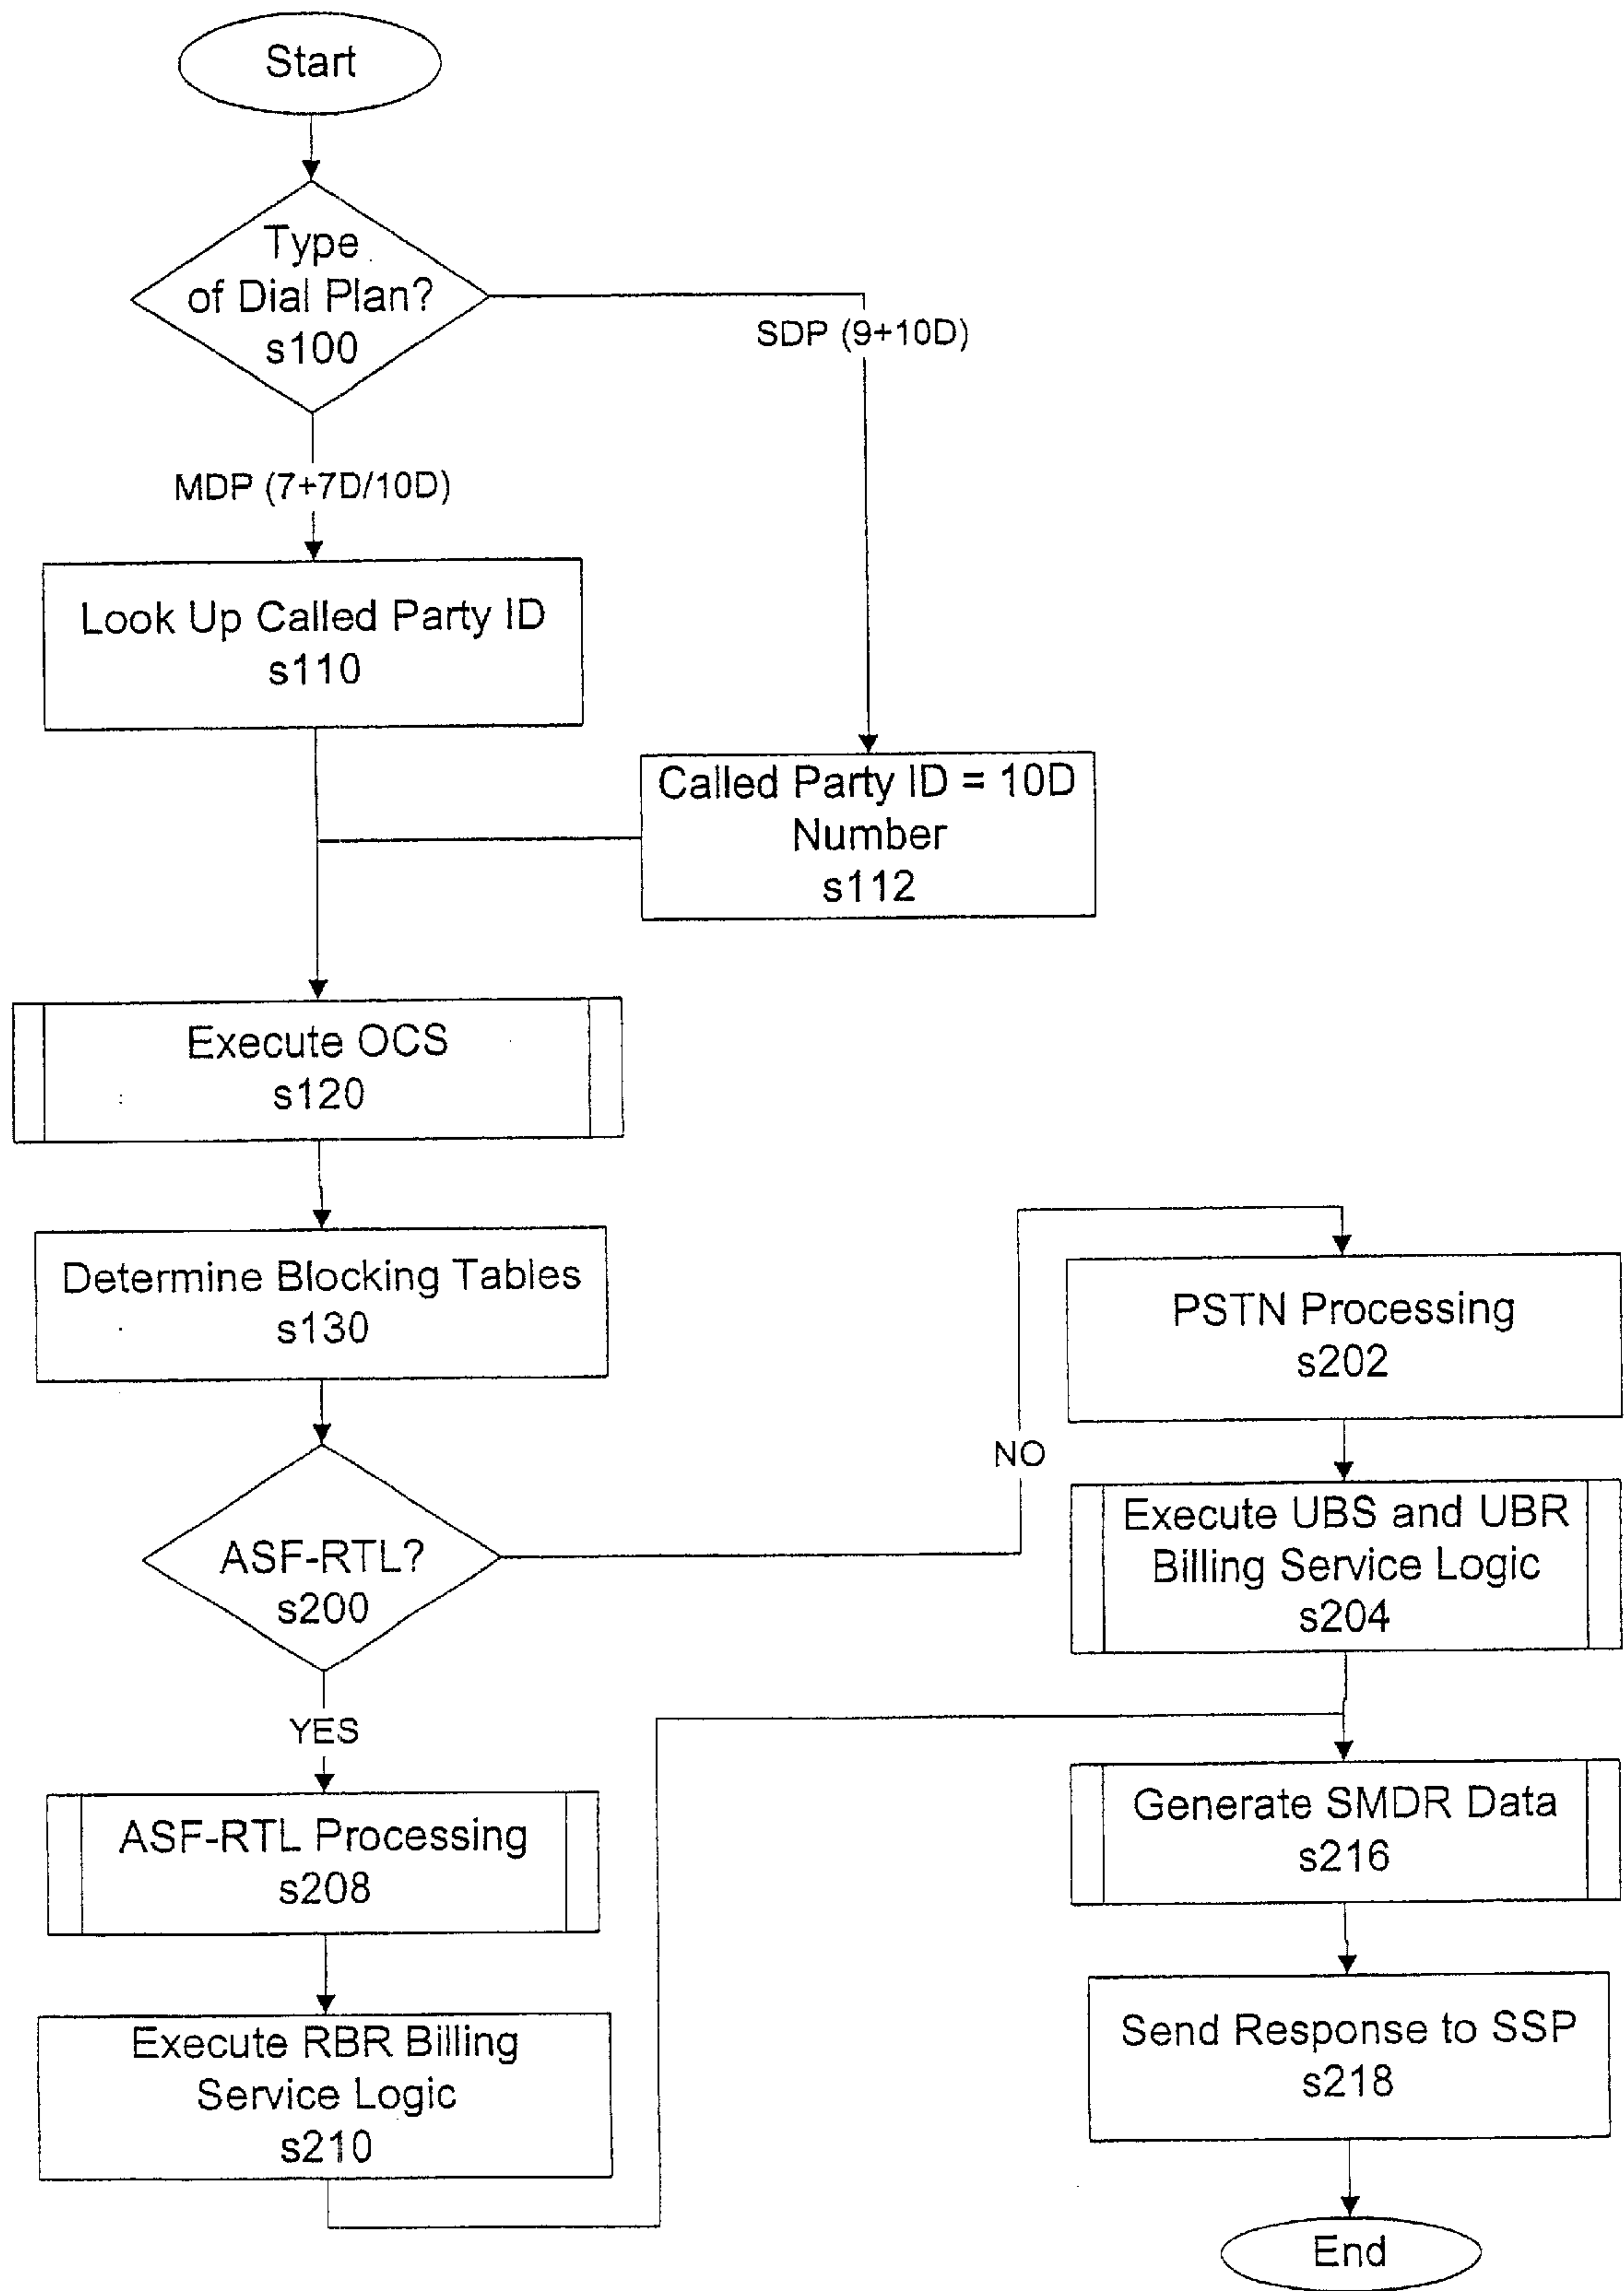 Start
Type
of Dial Plan?
s100
SDP (9+10D)
MDP (7+7D/10D)
Look Up Called Party ID
s110
Called Party ID = 10D
Number
s112
Execute OCS
s120
Determine Blocking Tables
s130
ASF-RTL?
s200
NO
YES
PSTN Processing
s202
Execute UBS and UBR
Billing Service Logic
s204
ASF-RTL Processing
s208
Execute RBR Billing
Service Logic
s210
Generate SMDR Data
s216
Send Response to SSP
s218
End